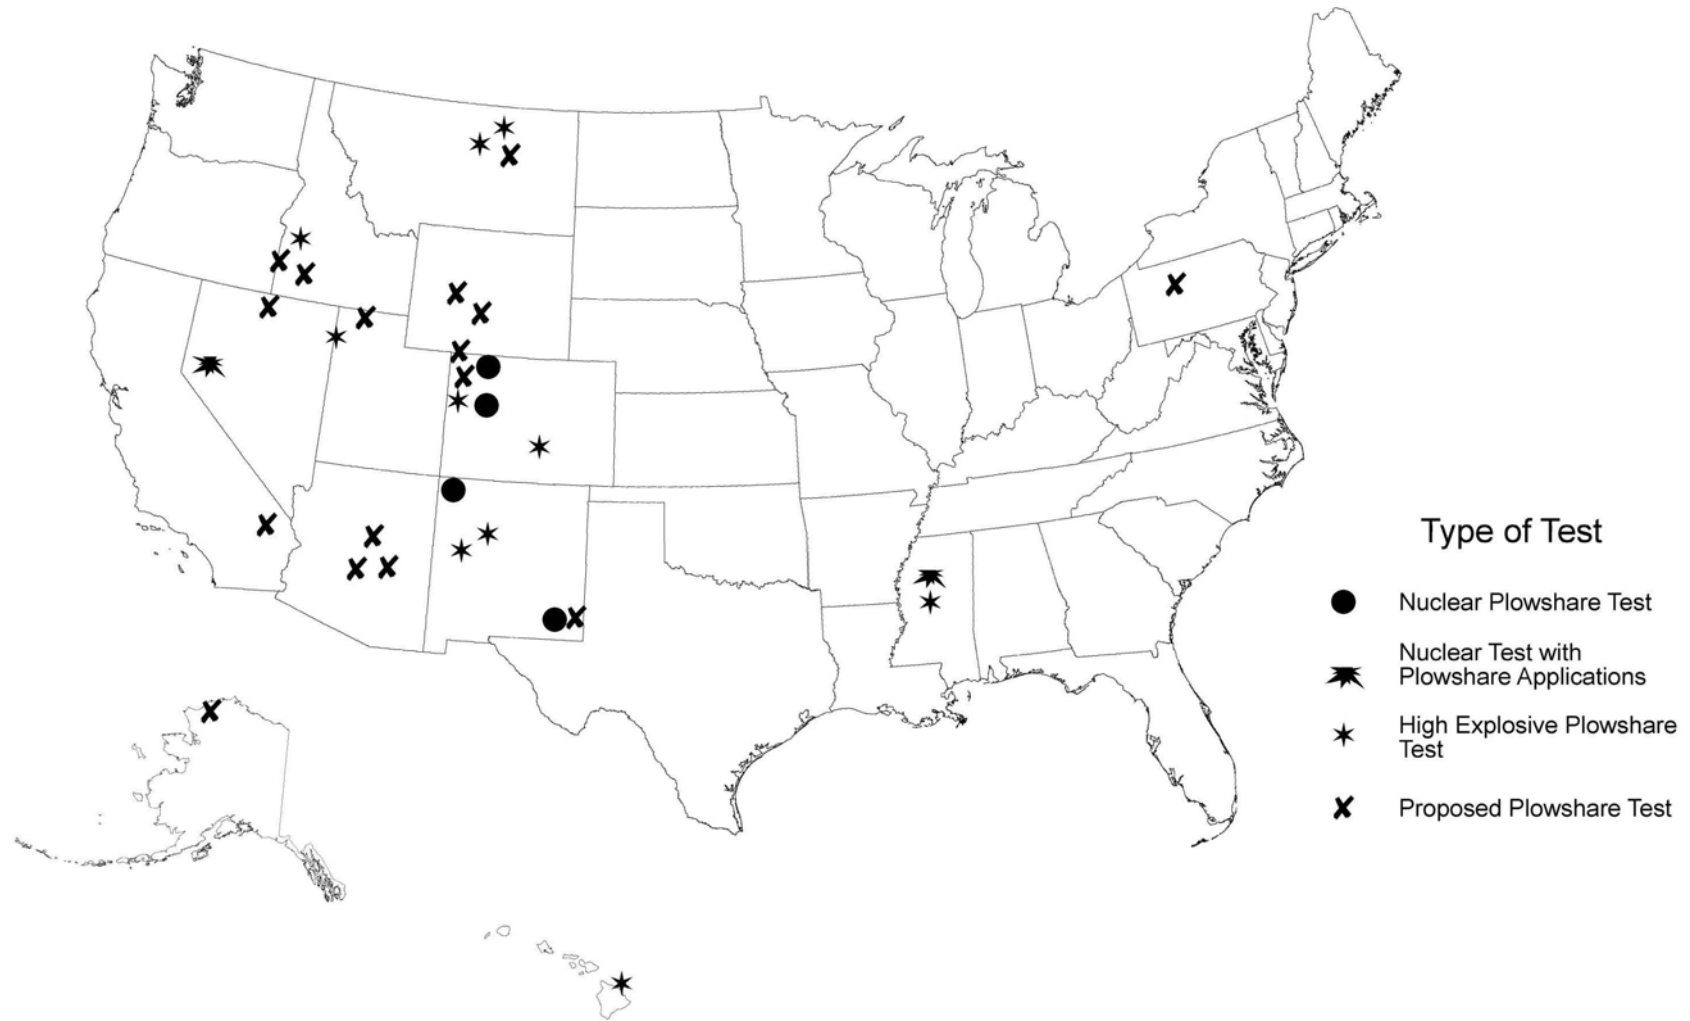 Type of Test
Nuclear Plowshare Test
Nuclear Test with
Plowshare Applications
High Explosive Plowshare
Test
Proposed Plowshare Test